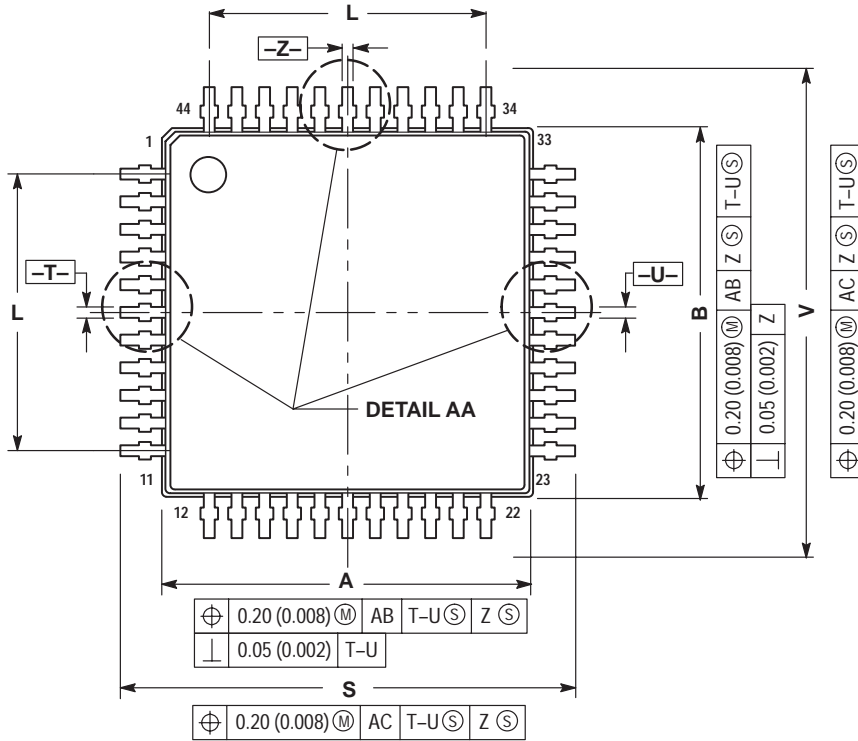 L
–Z–
44
34
1
33
–T–
–U–
L
B
V
DETAIL AA
11
23
12
22
A
⌖ 0.20 (0.008) Ⓜ AB T–U Ⓢ Z Ⓢ
⊥ 0.05 (0.002) T–U
S
⌖ 0.20 (0.008) Ⓜ AC T–U Ⓢ Z Ⓢ
⌖ 0.20 (0.008) Ⓜ AB Z Ⓢ T–U Ⓢ
⊥ 0.05 (0.002) Z
⌖ 0.20 (0.008) Ⓜ AC Z Ⓢ T–U Ⓢ